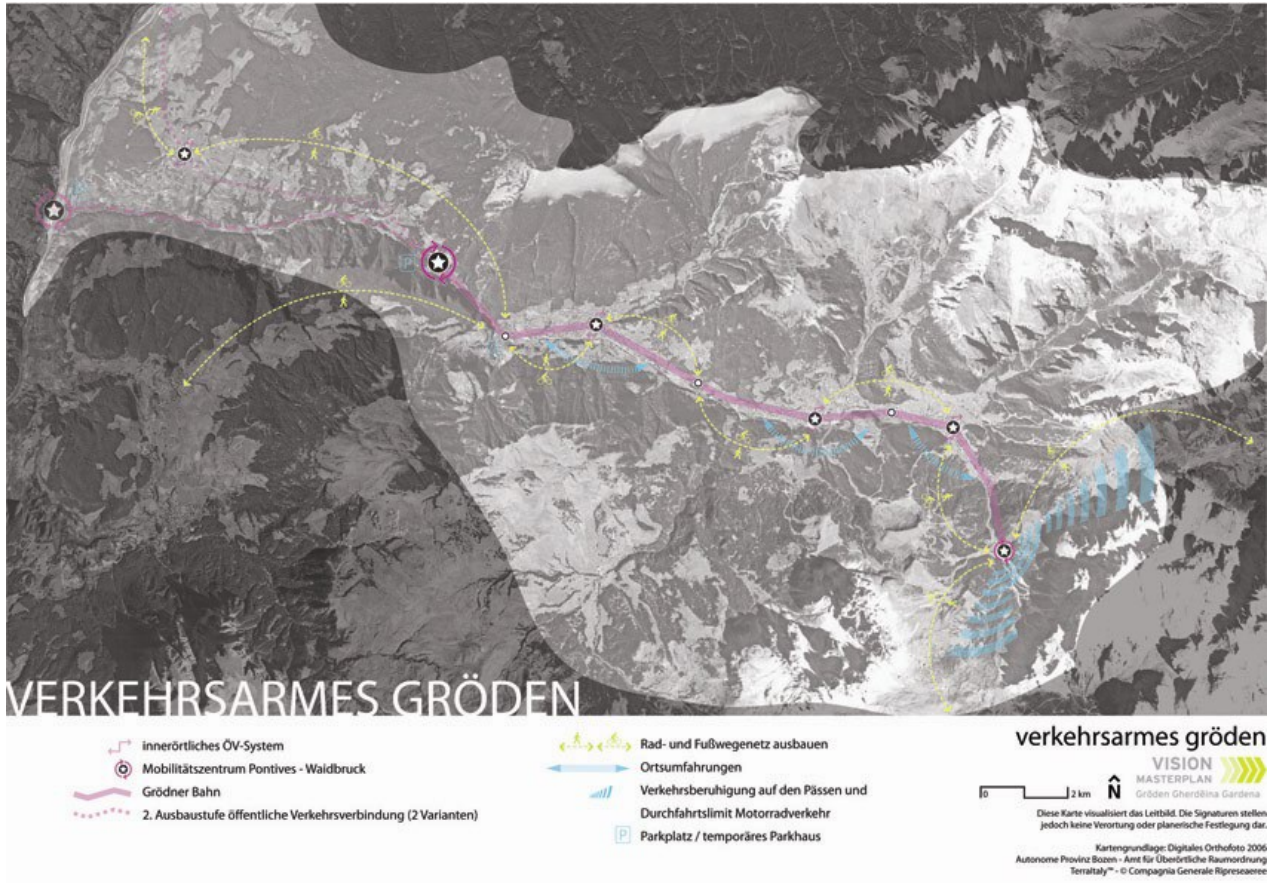 VERKEHRSARMES GRÖDEN
innerörtliches ÖV-System
Mobilitätszentrum Pontives - Waidbruck
Grödner Bahn
2. Ausbaustufe öffentliche Verkehrsverbindung (2 Varianten)
Rad- und Fußwegenetz ausbauen
Ortsumfahrungen
Verkehrsberuhigung auf den Pässen und
Durchfahrtslimit Motorradverkehr
P Parkplatz / temporäres Parkhaus
verkehrsarmes gröden
VISION
MASTERPLAN
Gröden Gherdëina Gardena
0 2 km N
Diese Karte visualisiert das Leitbild. Die Signaturen stellen
jedoch keine Verortung oder planerische Festlegung dar.
Kartengrundlage: Digitales Orthofoto 2006
Autonome Provinz Bozen - Amt für Überörtliche Raumordnung
TerraItaly™ - © Compagnia Generale Ripreseaeree